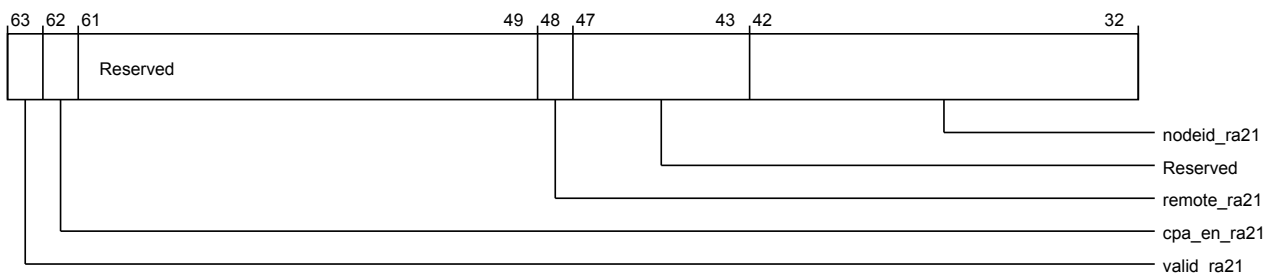 63 62 61 49 48 47 43 42 32
Reserved
nodeid_ra21
Reserved
remote_ra21
cpa_en_ra21
valid_ra21